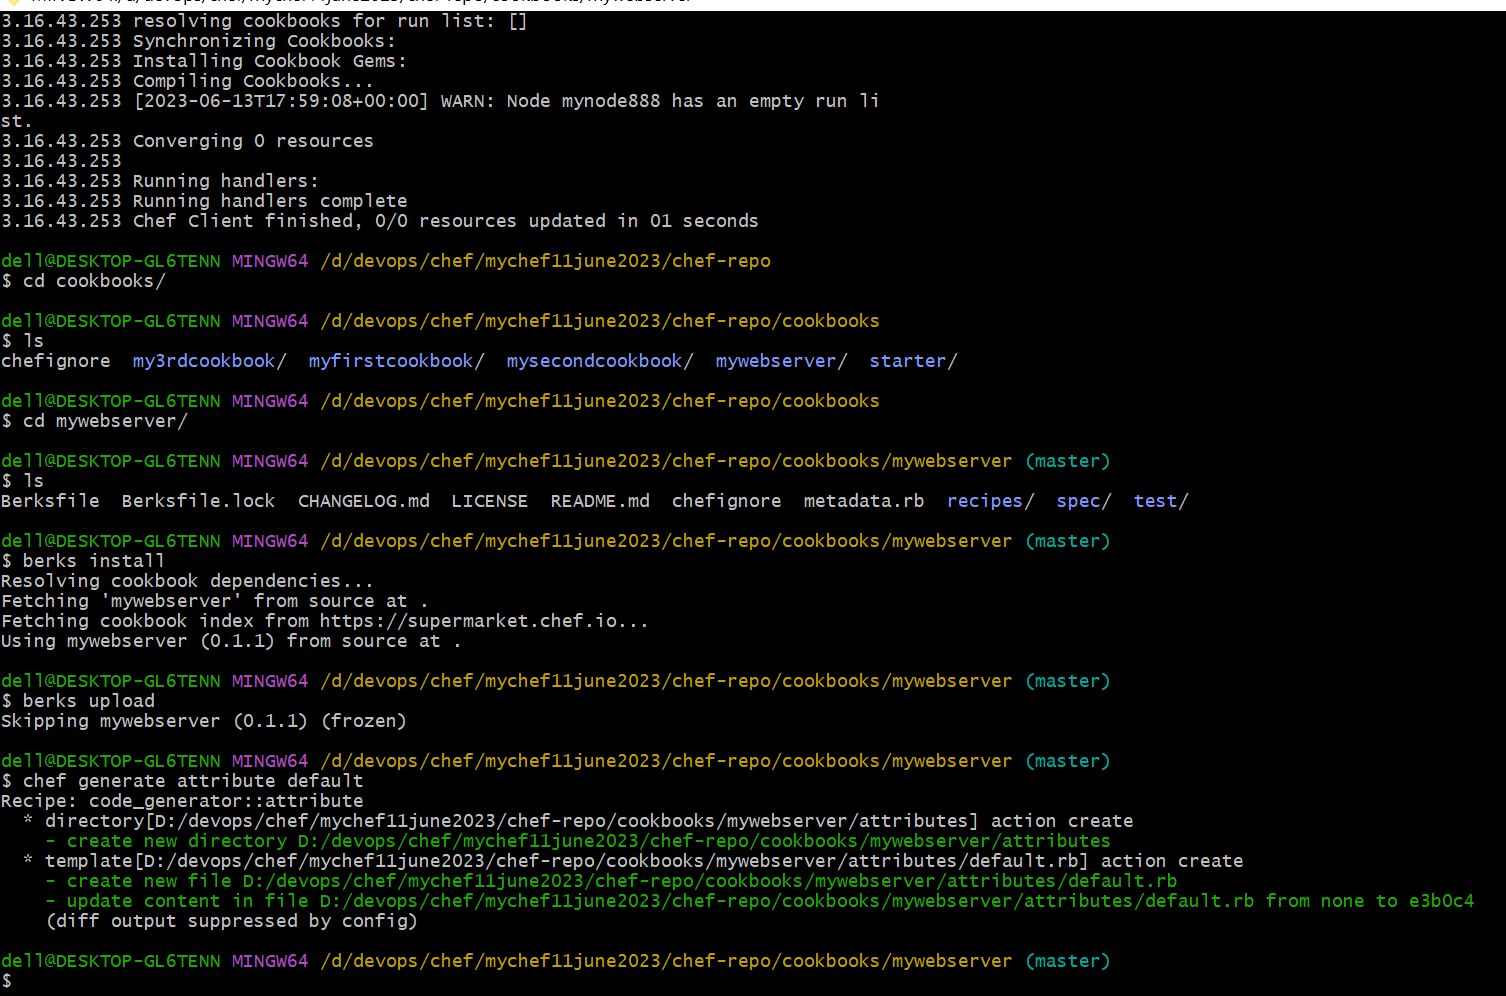 3.16.43.253 resolving cookbooks for run list: []
3.16.43.253 Synchronizing Cookbooks:
3.16.43.253 Installing Cookbook Gems:
3.16.43.253 Compiling Cookbooks...
3.16.43.253 [2023-06-13T17:59:08+00:00] WARN: Node mynode888 has an empty run li
st.
3.16.43.253 Converging 0 resources
3.16.43.253
3.16.43.253 Running handlers:
3.16.43.253 Running handlers complete
3.16.43.253 Chef Client finished, 0/0 resources updated in 01 seconds
dell@DESKTOP-GL6TENN MINGW64 /d/devops/chef/mychef11june2023/chef-repo
$ cd cookbooks/
dell@DESKTOP-GL6TENN MINGW64 /d/devops/chef/mychef11june2023/chef-repo/cookbooks
$ ls
chefignore my3rdcookbook/ myfirstcookbook/ mysecondcookbook/ mywebserver/ starter/
dell@DESKTOP-GL6TENN MINGW64 /d/devops/chef/mychef11june2023/chef-repo/cookbooks
$ cd mywebserver/
dell@DESKTOP-GL6TENN MINGW64 /d/devops/chef/mychef11june2023/chef-repo/cookbooks/mywebserver (master)
$ ls
Berksfile Berksfile.lock CHANGELOG.md LICENSE README.md chefignore metadata.rb recipes/ spec/ test/
dell@DESKTOP-GL6TENN MINGW64 /d/devops/chef/mychef11june2023/chef-repo/cookbooks/mywebserver (master)
$ berks install
Resolving cookbook dependencies...
Fetching 'mywebserver' from source at .
Fetching cookbook index from https://supermarket.chef.io...
Using mywebserver (0.1.1) from source at .
dell@DESKTOP-GL6TENN MINGW64 /d/devops/chef/mychef11june2023/chef-repo/cookbooks/mywebserver (master)
$ berks upload
Skipping mywebserver (0.1.1) (frozen)
dell@DESKTOP-GL6TENN MINGW64 /d/devops/chef/mychef11june2023/chef-repo/cookbooks/mywebserver (master)
$ chef generate attribute default
Recipe: code_generator::attribute
* directory[D:/devops/chef/mychef11june2023/chef-repo/cookbooks/mywebserver/attributes] action create
- create new directory D:/devops/chef/mychef11june2023/chef-repo/cookbooks/mywebserver/attributes
* template[D:/devops/chef/mychef11june2023/chef-repo/cookbooks/mywebserver/attributes/default.rb] action create
- create new file D:/devops/chef/mychef11june2023/chef-repo/cookbooks/mywebserver/attributes/default.rb
- update content in file D:/devops/chef/mychef11june2023/chef-repo/cookbooks/mywebserver/attributes/default.rb from none to e3b0c4
(diff output suppressed by config)
dell@DESKTOP-GL6TENN MINGW64 /d/devops/chef/mychef11june2023/chef-repo/cookbooks/mywebserver (master)
$